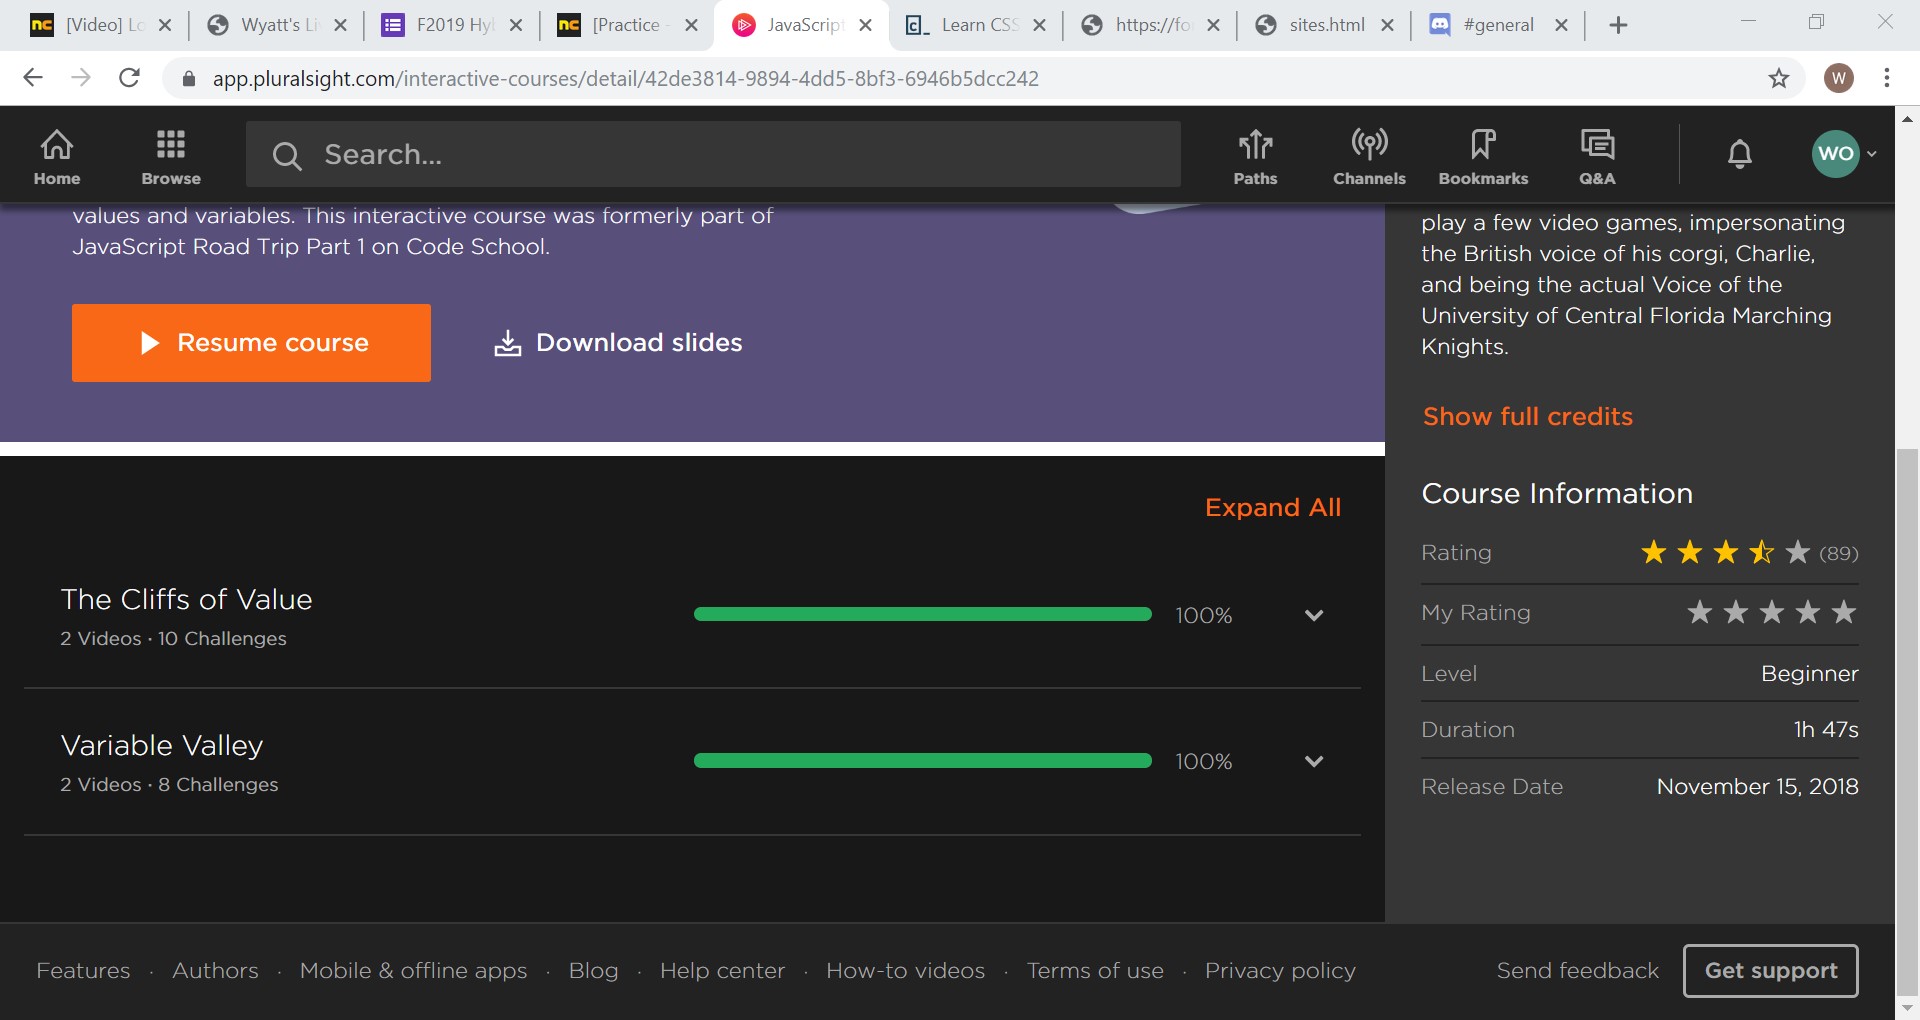 [Video] Lo
Wyatt's Li
F2019 Hyb
[Practice -
JavaScript
Learn CSS
https://fo
sites.html
#general
app.pluralsight.com/interactive-courses/detail/42de3814-9894-4dd5-8bf3-6946b5dcc242
W
Home
Browse
Search...
Paths
Channels
Bookmarks
Q&A
WO
values and variables. This interactive course was formerly part of
JavaScript Road Trip Part 1 on Code School.
Resume course
Download slides
Expand All
The Cliffs of Value
2 Videos · 10 Challenges
100%
Variable Valley
2 Videos · 8 Challenges
100%
play a few video games, impersonating
the British voice of his corgi, Charlie,
and being the actual Voice of the
University of Central Florida Marching
Knights.
Show full credits
Course Information
Rating (89)
My Rating
Level Beginner
Duration 1h 47s
Release Date November 15, 2018
Features · Authors · Mobile & offline apps · Blog · Help center · How-to videos · Terms of use · Privacy policy
Send feedback
Get support